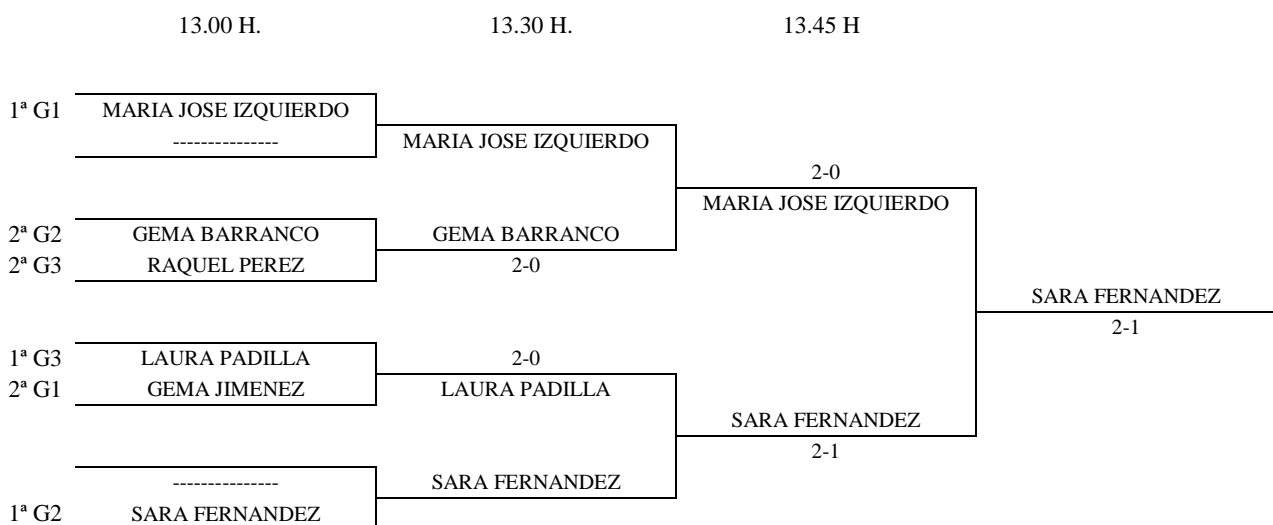 13.00 H. 13.30 H. 13.45 H
1ª G1 MARIA JOSE IZQUIERDO
--------------- MARIA JOSE IZQUIERDO
2-0
MARIA JOSE IZQUIERDO
2ª G2 GEMA BARRANCO GEMA BARRANCO
2ª G3 RAQUEL PEREZ 2-0
SARA FERNANDEZ
2-1
1ª G3 LAURA PADILLA 2-0
2ª G1 GEMA JIMENEZ LAURA PADILLA
SARA FERNANDEZ
2-1
--------------- SARA FERNANDEZ
1ª G2 SARA FERNANDEZ